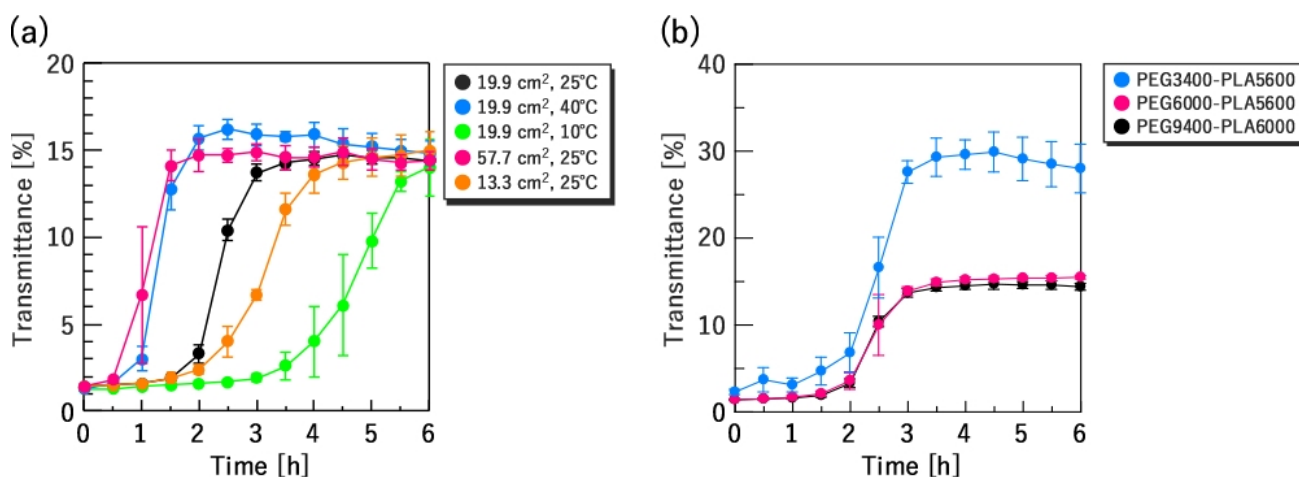 (a)
Transmittance [%]
20
15
10
5
0
0 1 2 3 4 5 6
Time [h]
19.9 cm², 25°C
19.9 cm², 40°C
19.9 cm², 10°C
57.7 cm², 25°C
13.3 cm², 25°C
(b)
Transmittance [%]
40
30
20
10
0
0 1 2 3 4 5 6
Time [h]
PEG3400-PLA5600
PEG6000-PLA5600
PEG9400-PLA6000